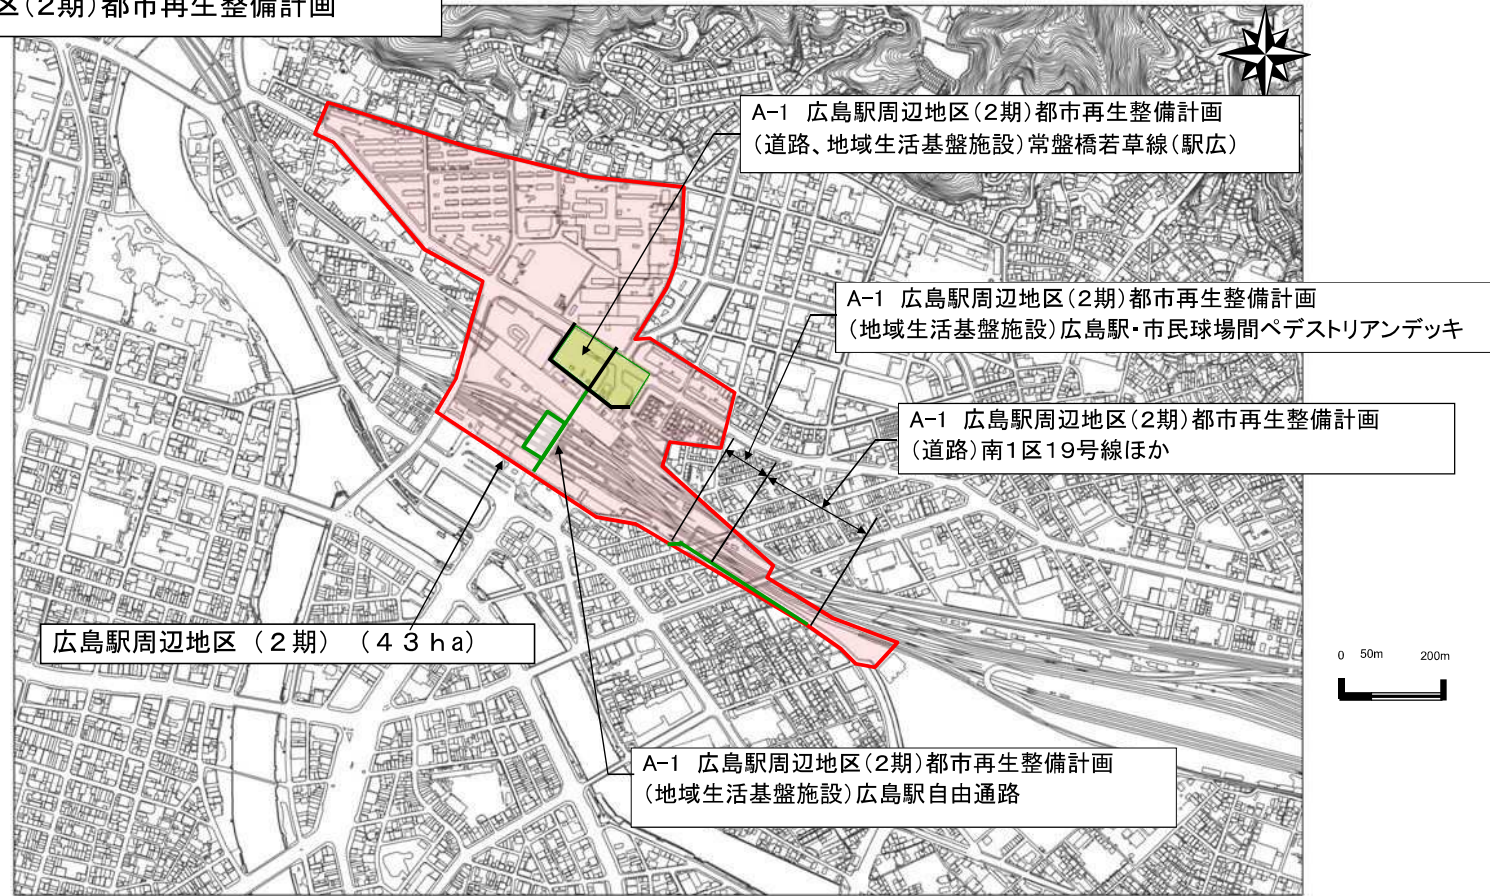 区(2期)都市再生整備計画
A-1 広島駅周辺地区(2期)都市再生整備計画
(道路、地域生活基盤施設)常盤橋若草線(駅広)
A-1 広島駅周辺地区(2期)都市再生整備計画
(地域生活基盤施設)広島駅・市民球場間ペデストリアンデッキ
A-1 広島駅周辺地区(2期)都市再生整備計画
(道路)南1区19号線ほか
広島駅周辺地区 (2期) (43ha)
0 50m 200m
A-1 広島駅周辺地区(2期)都市再生整備計画
(地域生活基盤施設)広島駅自由通路